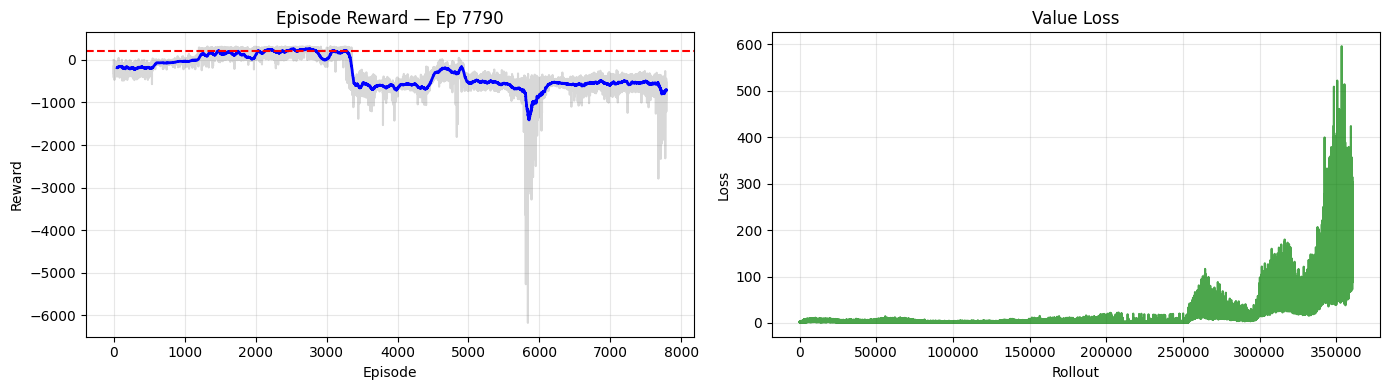 Episode Reward — Ep 7790
0
−1000
−2000
−3000
−4000
−5000
−6000
Reward
0 1000 2000 3000 4000 5000 6000 7000 8000
Episode
Value Loss
600
500
400
300
200
100
0
Loss
0 50000 100000 150000 200000 250000 300000 350000
Rollout